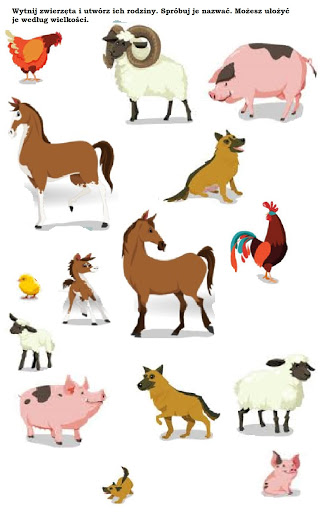 Wytnij zwierzęta i utwórz ich rodziny. Spróbuj je nazwać. Możesz ułożyć
je według wielkości.